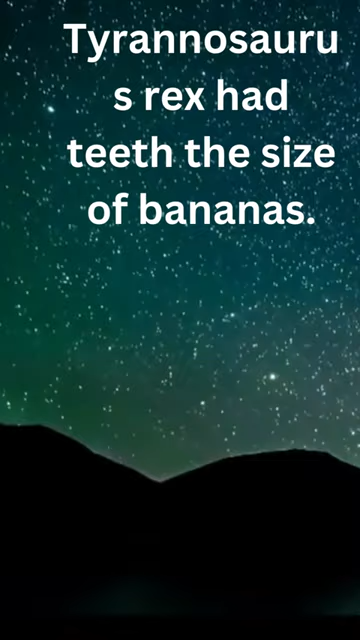 Tyrannosauru
s rex had
teeth the size
of bananas.